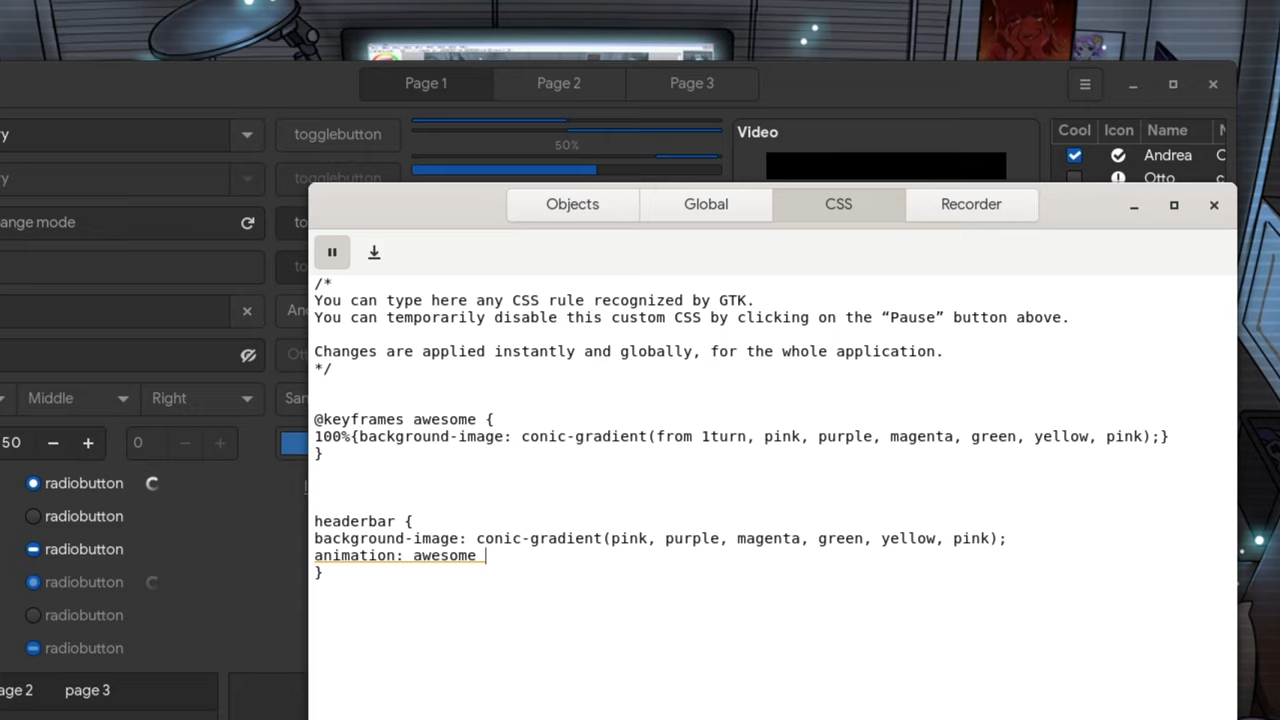 Page 1 Page 2 Page 3
ry togglebutton 50% Video Cool Icon Name
Andrea
ry togglebutton Otto
ange mode
50 0
Middle Right
radiobutton
radiobutton
radiobutton
radiobutton
radiobutton
radiobutton
age 2 page 3
Objects Global CSS Recorder
/*
You can type here any CSS rule recognized by GTK.
You can temporarily disable this custom CSS by clicking on the “Pause” button above.
Changes are applied instantly and globally, for the whole application.
*/
@keyframes awesome {
100%{background-image: conic-gradient(from 1turn, pink, purple, magenta, green, yellow, pink);}
}
headerbar {
background-image: conic-gradient(pink, purple, magenta, green, yellow, pink);
animation: awesome
}